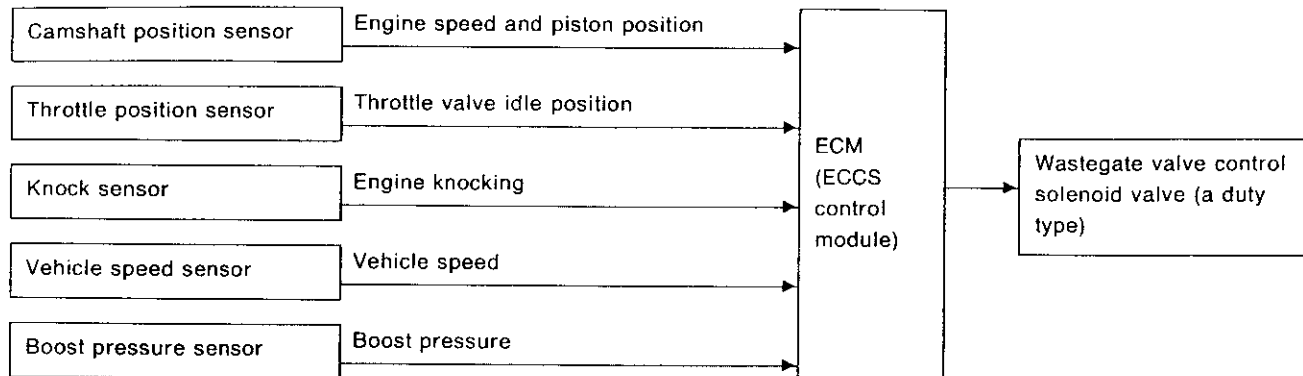 Camshaft position sensor
Engine speed and piston position
Throttle position sensor
Throttle valve idle position
Knock sensor
Engine knocking
Vehicle speed sensor
Vehicle speed
Boost pressure sensor
Boost pressure
ECM
(ECCS
control
module)
Wastegate valve control
solenoid valve (a duty
type)